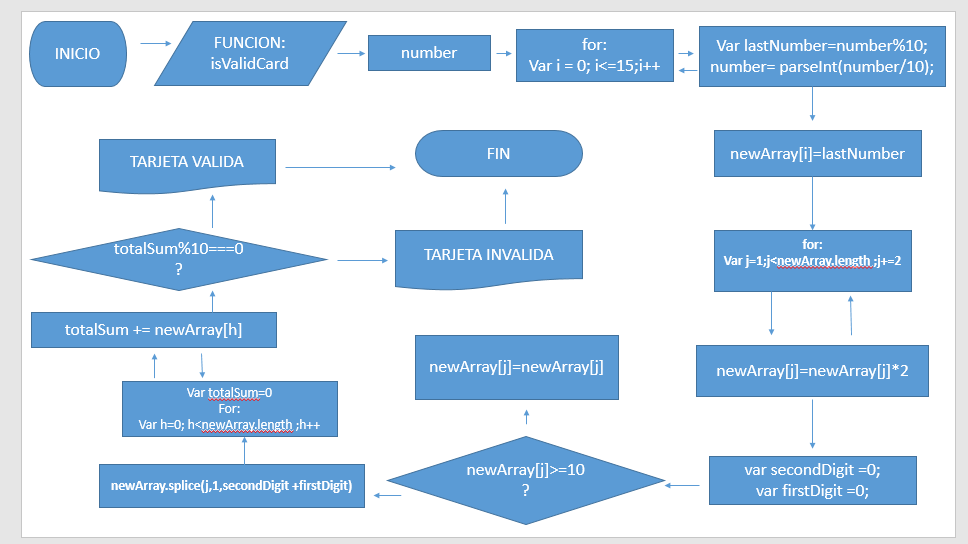 INICIO
FUNCION:
isValidCard
number
for:
Var i = 0; i<=15;i++
Var lastNumber=number%10;
number= parseInt(number/10);
newArray[i]=lastNumber
for:
Var j=1;j<newArray.length ;j+=2
newArray[j]=newArray[j]*2
var secondDigit =0;
var firstDigit =0;
newArray[j]>=10
?
newArray[j]=newArray[j]
newArray.splice(j,1,secondDigit +firstDigit)
Var totalSum=0
For:
Var h=0; h<newArray.length ;h++
totalSum += newArray[h]
totalSum%10===0
?
TARJETA VALIDA
TARJETA INVALIDA
FIN